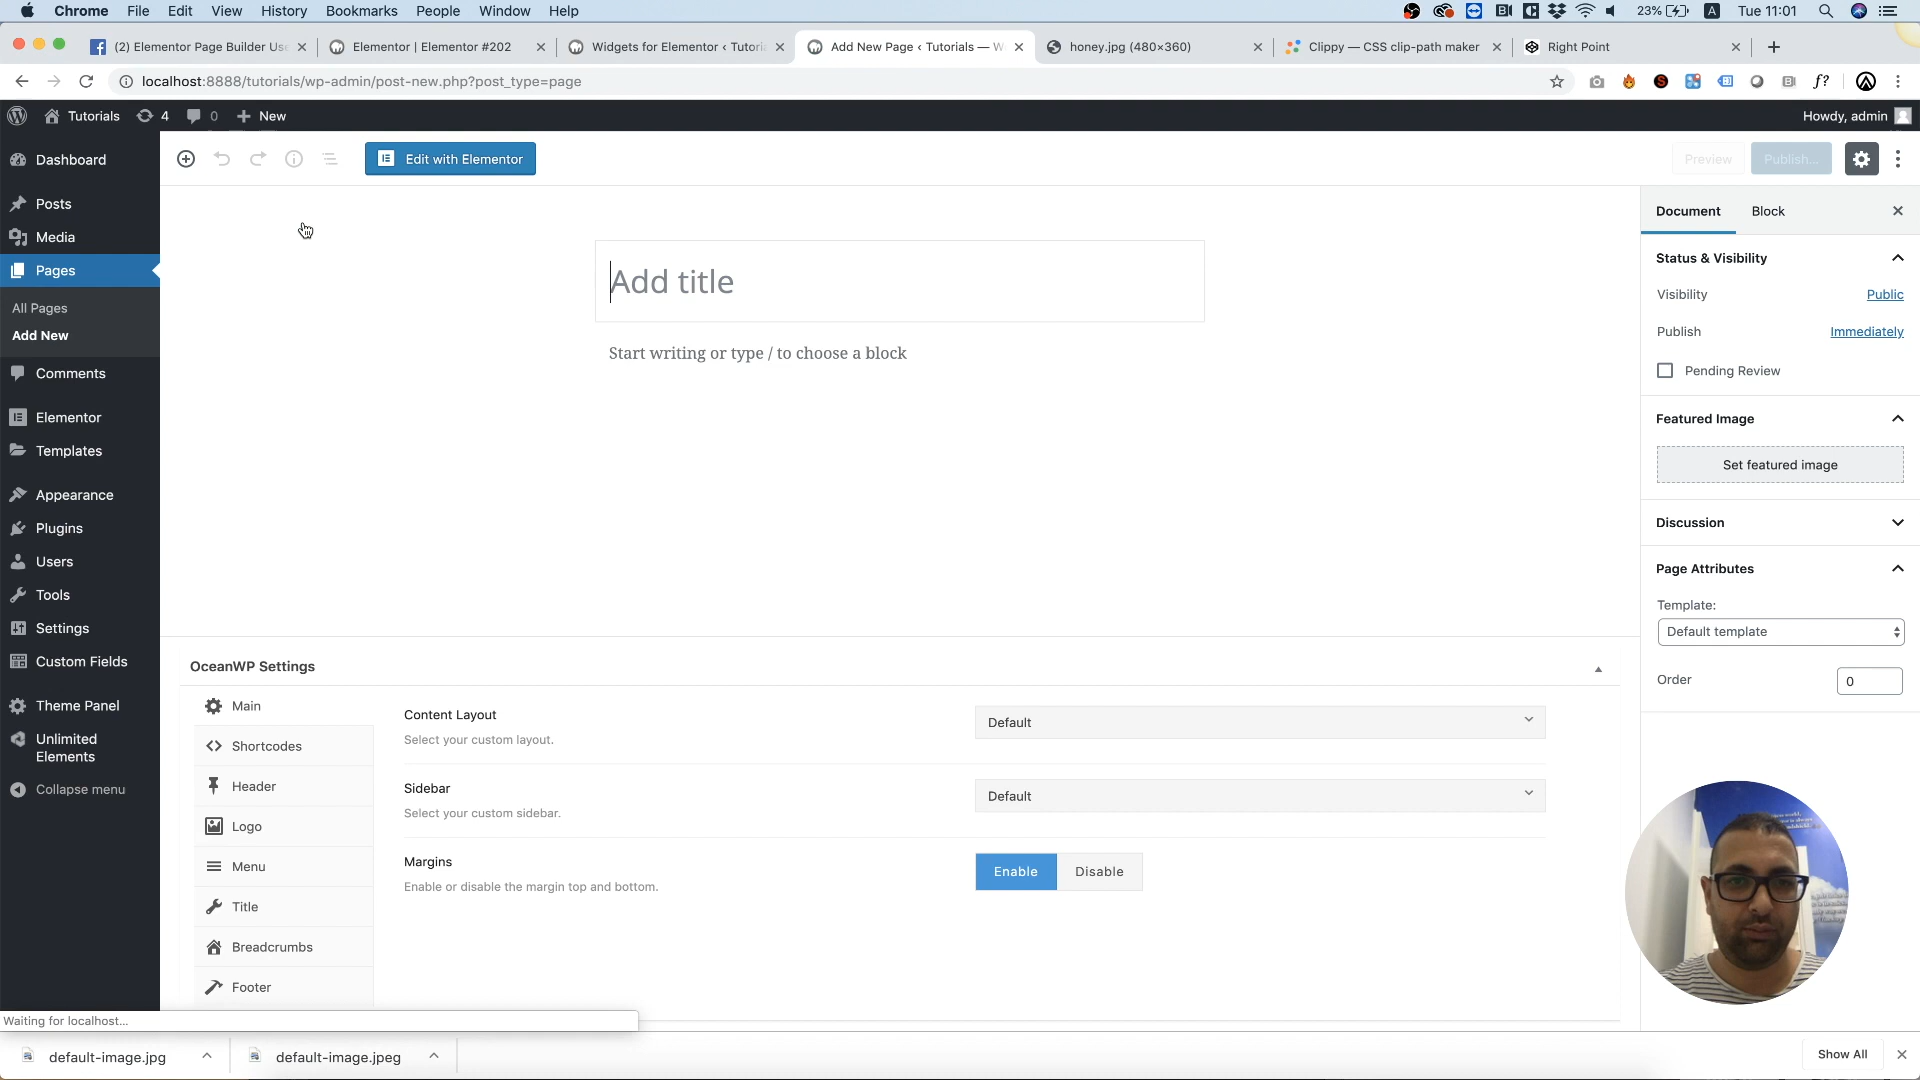 Chrome File Edit View History Bookmarks People Window Help
23% A Tue 11:01
(2) Elementor Page Builder Use
Elementor | Elementor #202
Widgets for Elementor ‹ Tutoria
Add New Page ‹ Tutorials — W
honey.jpg (480×360)
Clippy — CSS clip-path maker
Right Point
localhost:8888/tutorials/wp-admin/post-new.php?post_type=page
f?
Tutorials 4 0 New
Howdy, admin
Dashboard
Posts
Media
Pages
All Pages
Add New
Comments
Elementor
Templates
Appearance
Plugins
Users
Tools
Settings
Custom Fields
Theme Panel
Unlimited
Elements
Collapse menu
Edit with Elementor
Preview
Publish...
Add title
Start writing or type / to choose a block
Document
Block
Status & Visibility
Visibility Public
Publish Immediately
Pending Review
Featured Image
Set featured image
Discussion
Page Attributes
Template:
Default template
Order 0
OceanWP Settings
Main
Shortcodes
Header
Logo
Menu
Title
Breadcrumbs
Footer
Content Layout
Select your custom layout.
Default
Sidebar
Select your custom sidebar.
Default
Margins
Enable or disable the margin top and bottom.
Enable Disable
Waiting for localhost...
default-image.jpg
default-image.jpeg
Show All